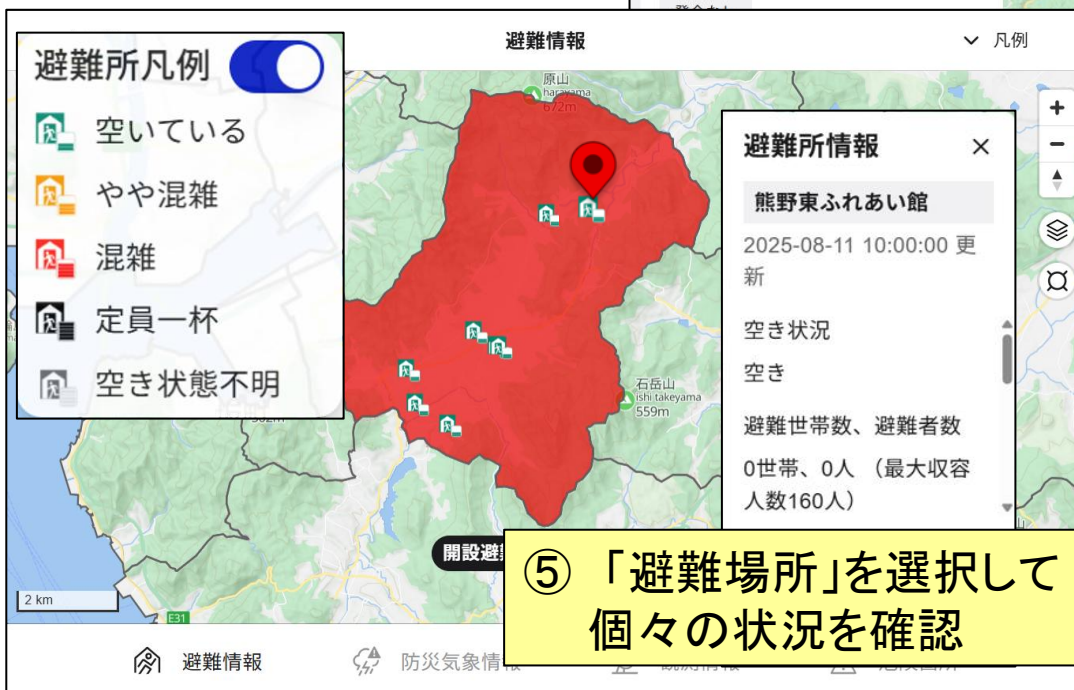 避難情報
凡例
避難所凡例
空いている
やや混雑
混雑
定員一杯
空き状態不明
原山
harayama
672m
避難所情報
熊野東ふれあい館
2025-08-11 10:00:00 更
新
空き状況
空き
避難世帯数、避難者数
0世帯、0人 （最大収容
人数160人）
石岳山
ishi takeyama
559m
開設避
2 km
E31
⑤ 「避難場所」を選択して
個々の状況を確認
避難情報
防災気象情